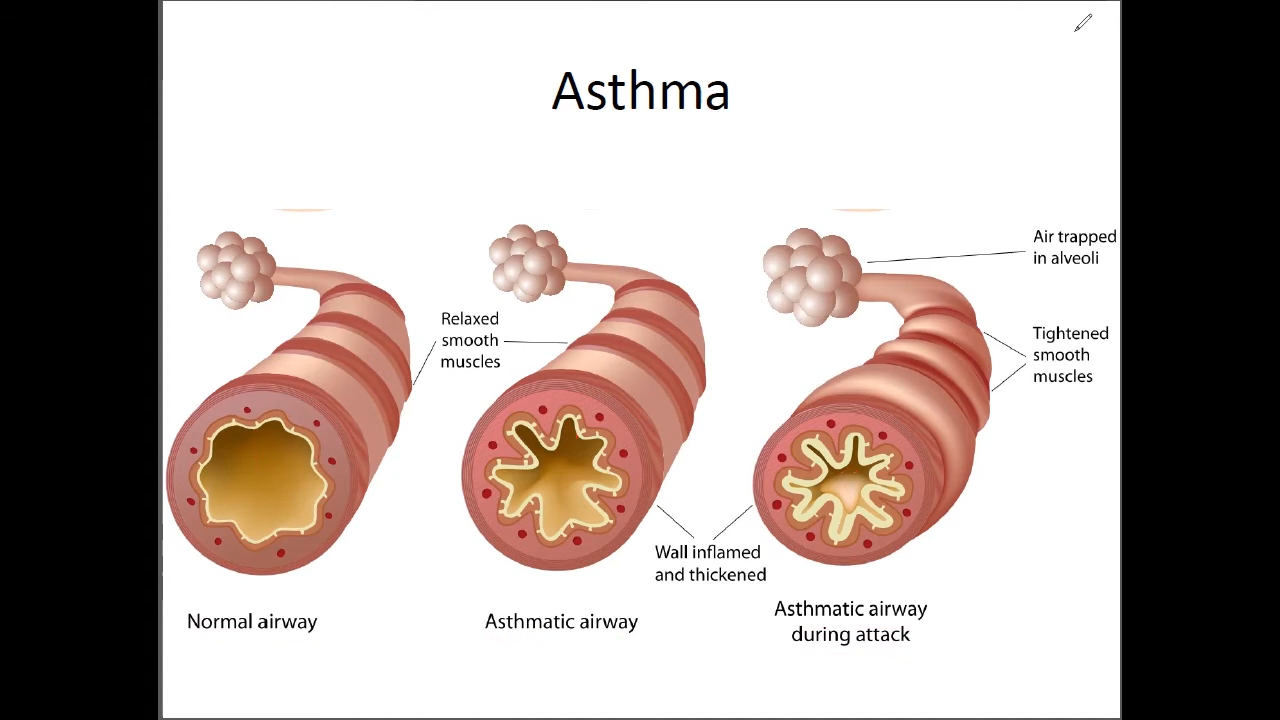 Asthma
Air trapped
in alveoli
Relaxed
smooth
muscles
Tightened
smooth
muscles
Wall inflamed
and thickened
Normal airway
Asthmatic airway
Asthmatic airway
during attack